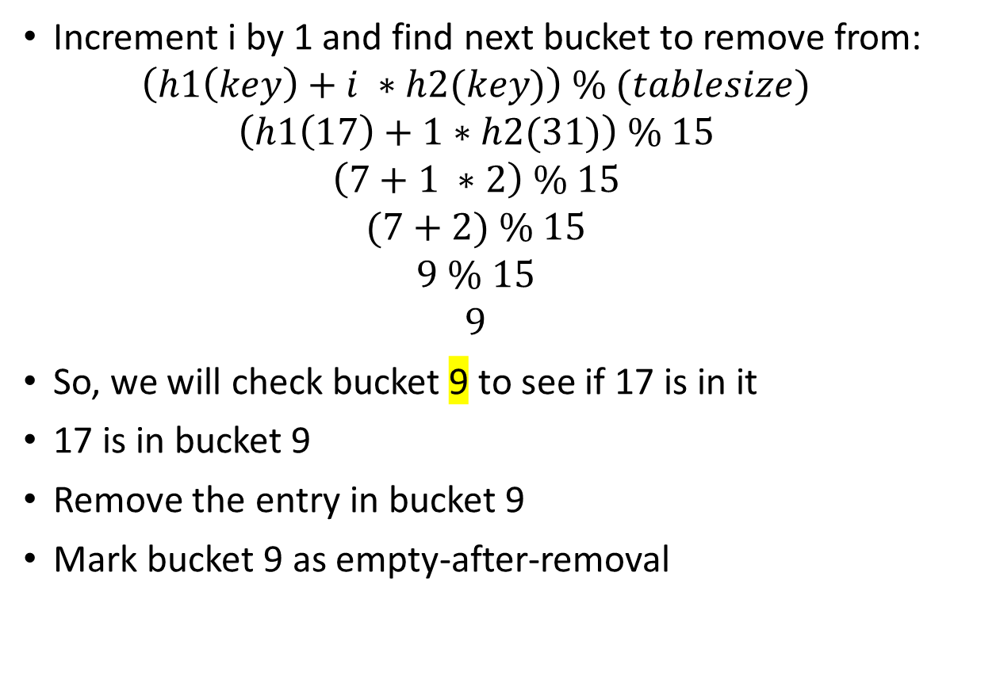 • Increment i by 1 and find next bucket to remove from:
(h1(key) + i * h2(key)) % (tablesize)
(h1(17) + 1 * h2(31)) % 15
(7 + 1 * 2) % 15
(7 + 2) % 15
9 % 15
9
• So, we will check bucket 9 to see if 17 is in it
• 17 is in bucket 9
• Remove the entry in bucket 9
• Mark bucket 9 as empty-after-removal